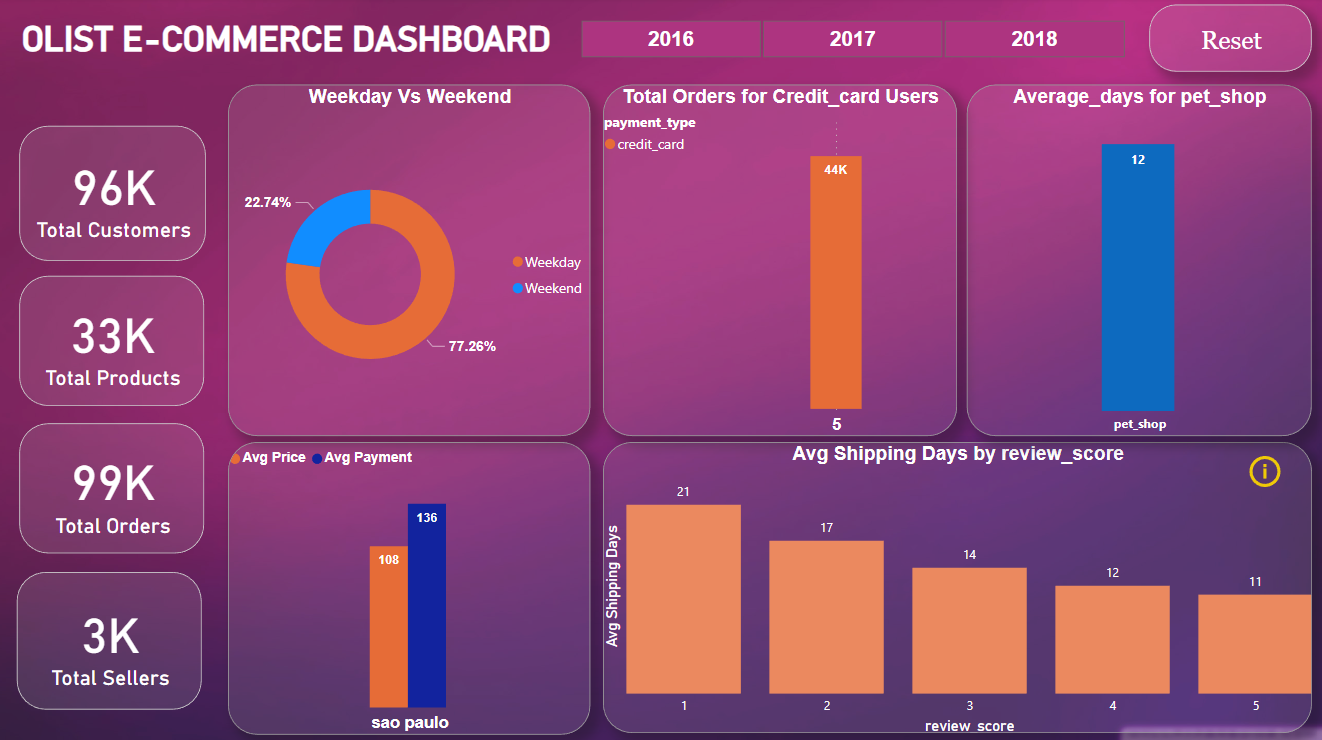 OLIST E-COMMERCE DASHBOARD
2016
2017
2018
Reset
96K
Total Customers
33K
Total Products
99K
Total Orders
3K
Total Sellers
Weekday Vs Weekend
22.74%
77.26%
Weekday
Weekend
Total Orders for Credit_card Users
payment_type
credit_card
44K
5
Average_days for pet_shop
12
pet_shop
Avg Price
Avg Payment
108
136
sao paulo
Avg Shipping Days by review_score
i
Avg Shipping Days
21
17
14
12
11
1
2
3
4
5
review_score